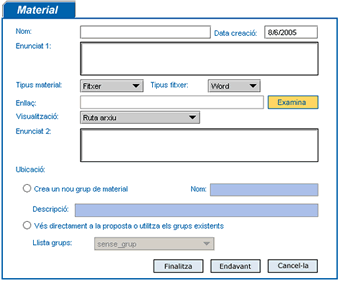 Material
Nom: Data creació: 8/6/2005
Enunciat 1:
Tipus material: Fitxer Tipus fitxer: Word
Enllaç: Examina
Visualització: Ruta arxiu
Enunciat 2:
Ubicació:
Crea un nou grup de material Nom:
Descripció:
Vés directament a la proposta o utilitza els grups existents
Llista grups: sense_grup
Finalitza Endavant Cancel·la